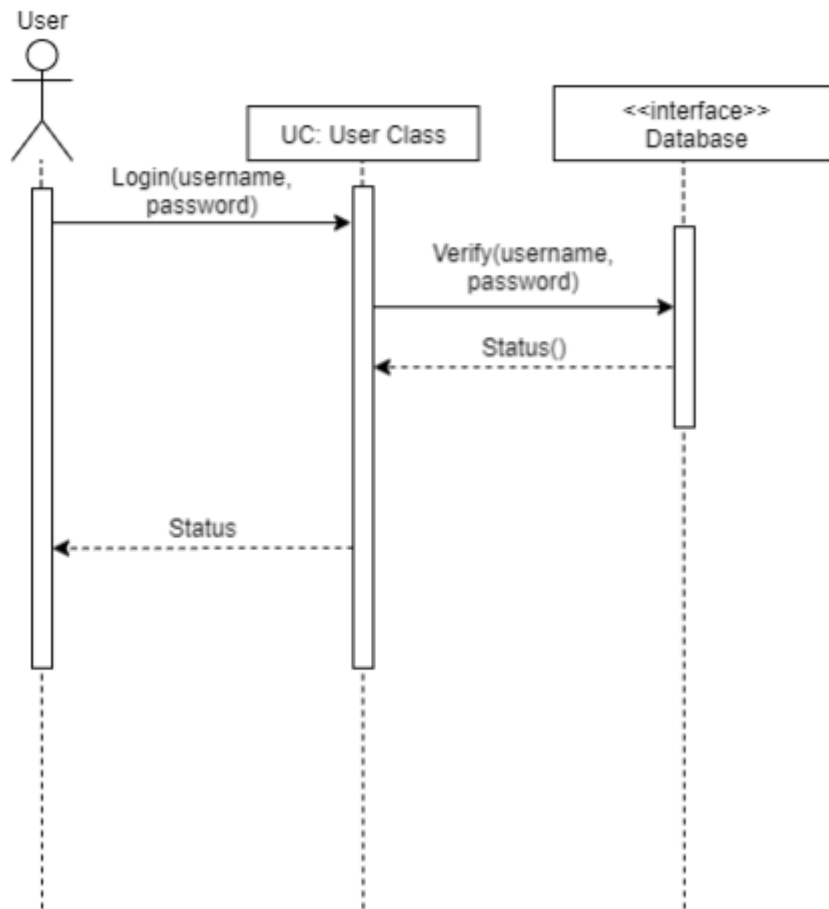 User
UC: User Class
<<interface>>
Database
Login(username,
password)
Verify(username,
password)
Status()
Status